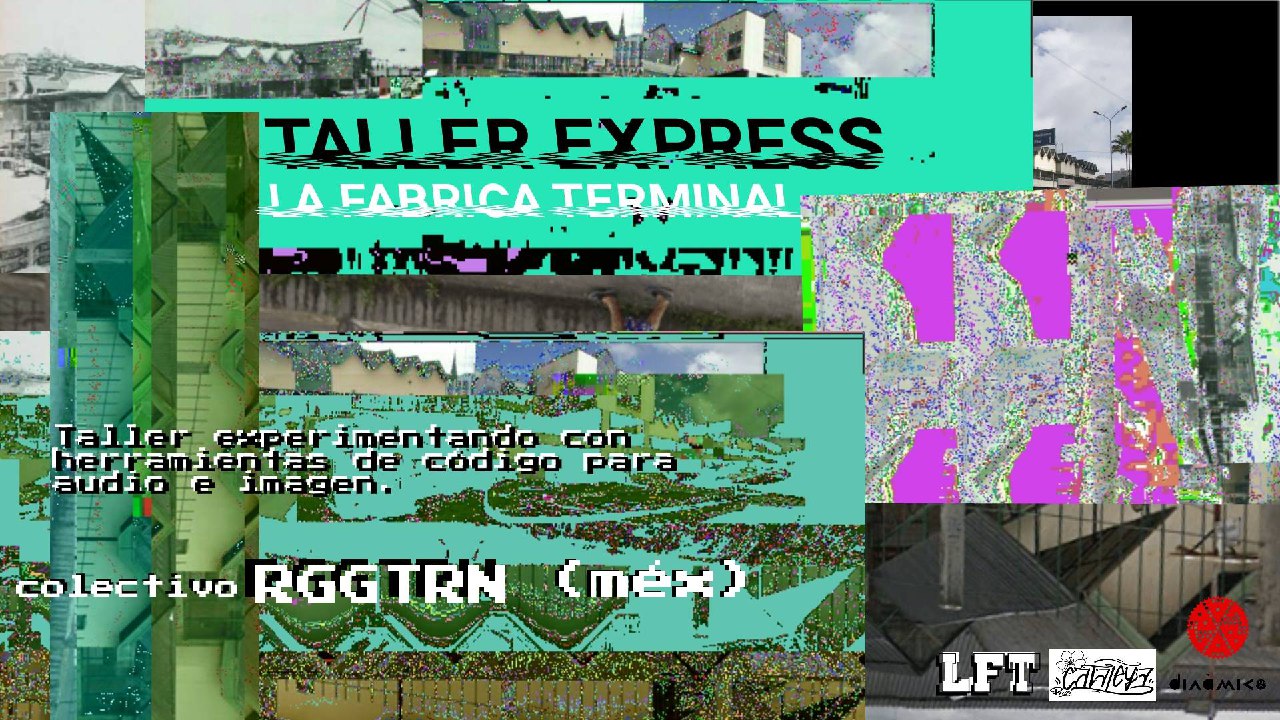 TALLER EXPRESS
LA FABRICA TERMINAL
Taller experimentando con
herramientas de código para
audio e imagen.
colectivo RGGTRN (méx)
LFT